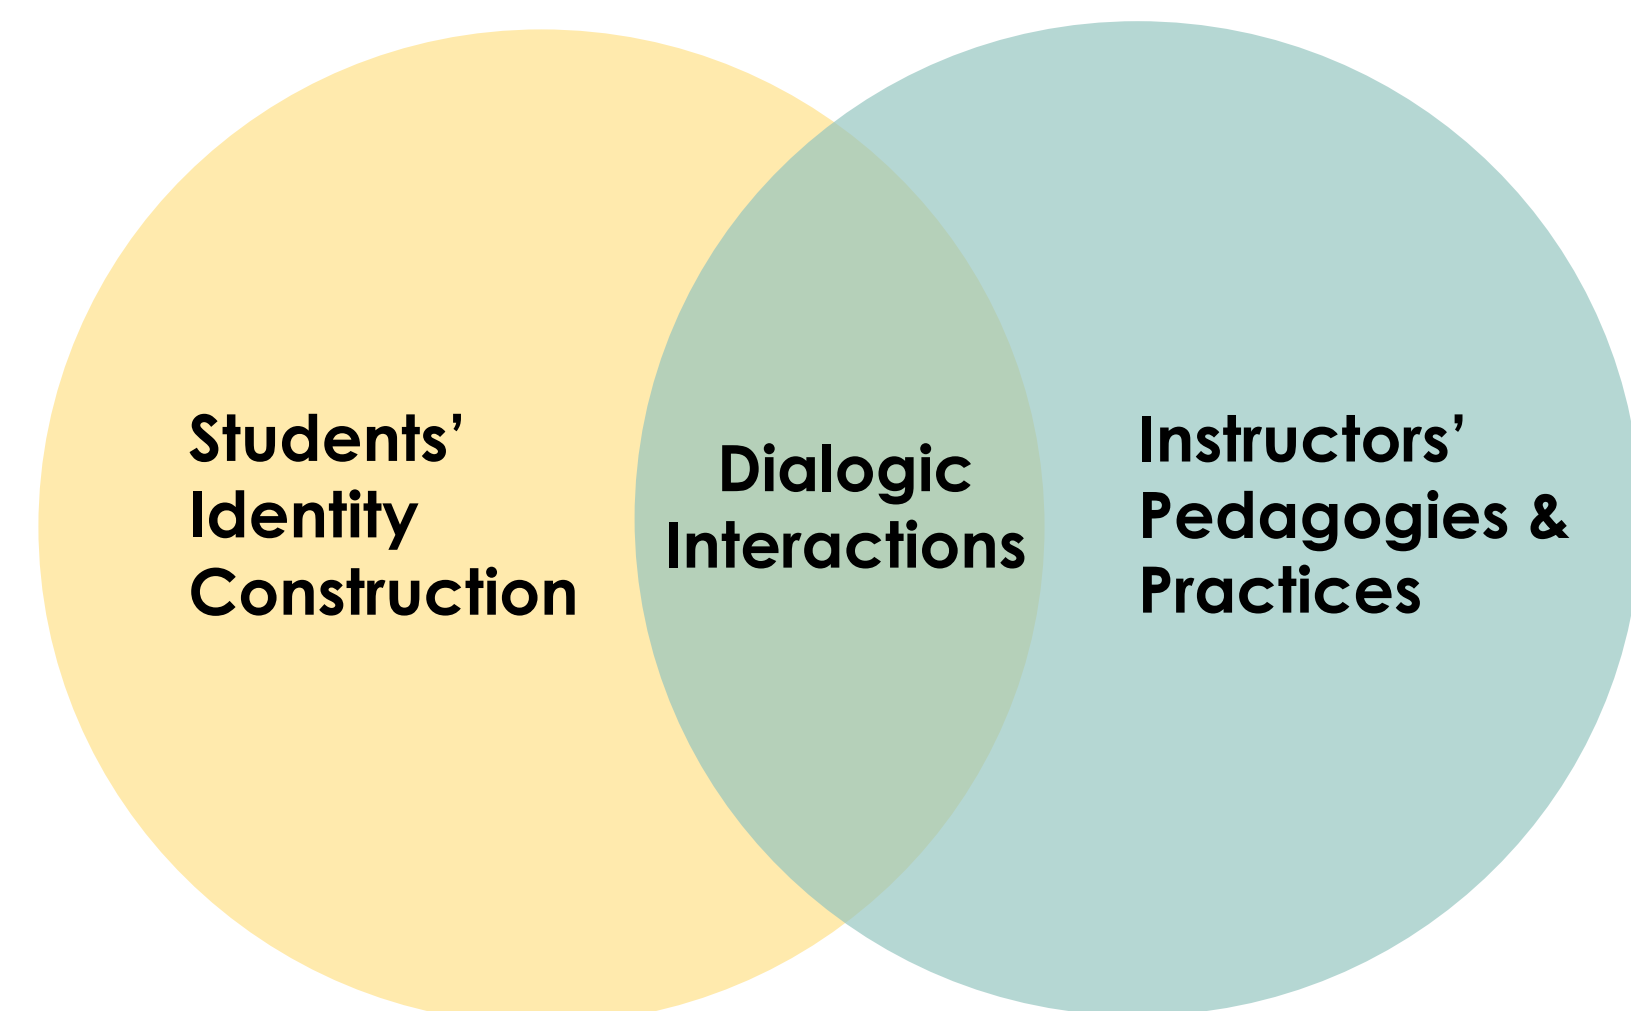 Students’
Identity
Construction
Dialogic
Interactions
Instructors’
Pedagogies &
Practices